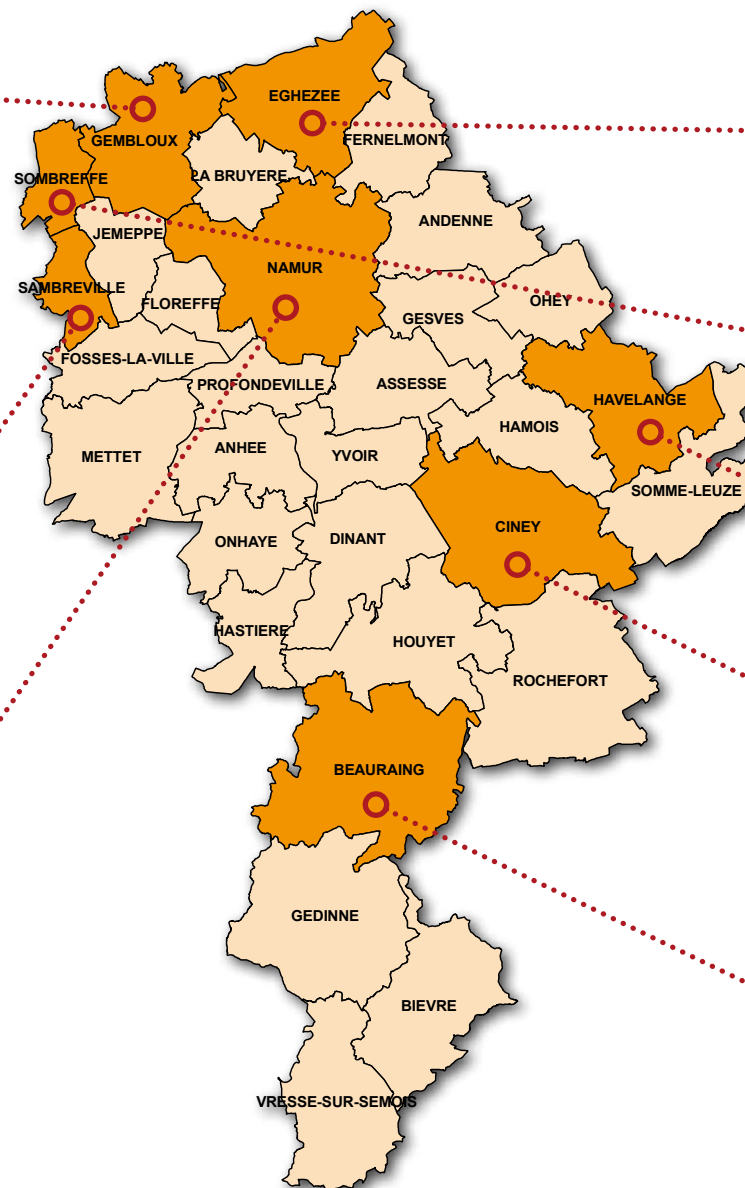 EGHEZEE
GEMBLOUX
FERNELMONT
LA BRUYERE
SOMBREFFE
ANDENNE
JEMEPPE
NAMUR
SAMBREVILLE
FLOREFFE
OHEY
GESVES
FOSSES-LA-VILLE
PROFONDEVILLE
ASSESSE
HAVELANGE
HAMOIS
ANHEE
YVOIR
METTET
SOMME-LEUZE
CINEY
ONHAYE
DINANT
HASTIERE
HOUYET
ROCHEFORT
BEAURAING
GEDINNE
BIEVRE
VRESSE-SUR-SEMOIS